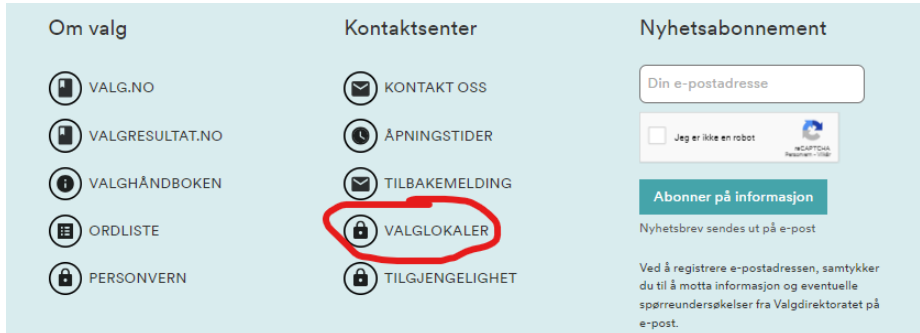 Om valg
VALG.NO
VALGRESULTAT.NO
VALGHÅNDBOKEN
ORDLISTE
PERSONVERN
Kontaktsenter
KONTAKT OSS
ÅPNINGSTIDER
TILBAKEMELDING
VALGLOKALER
TILGJENGELIGHET
Nyhetsabonnement
Din e-postadresse
Jeg er ikke en robot
reCAPTCHA
Personvern - Vilkår
Abonner på informasjon
Nyhetsbrev sendes ut på e-post
Ved å registrere e-postadressen, samtykker
du til å motta informasjon og eventuelle
spørreundersøkelser fra Valgdirektoratet på
e-post.